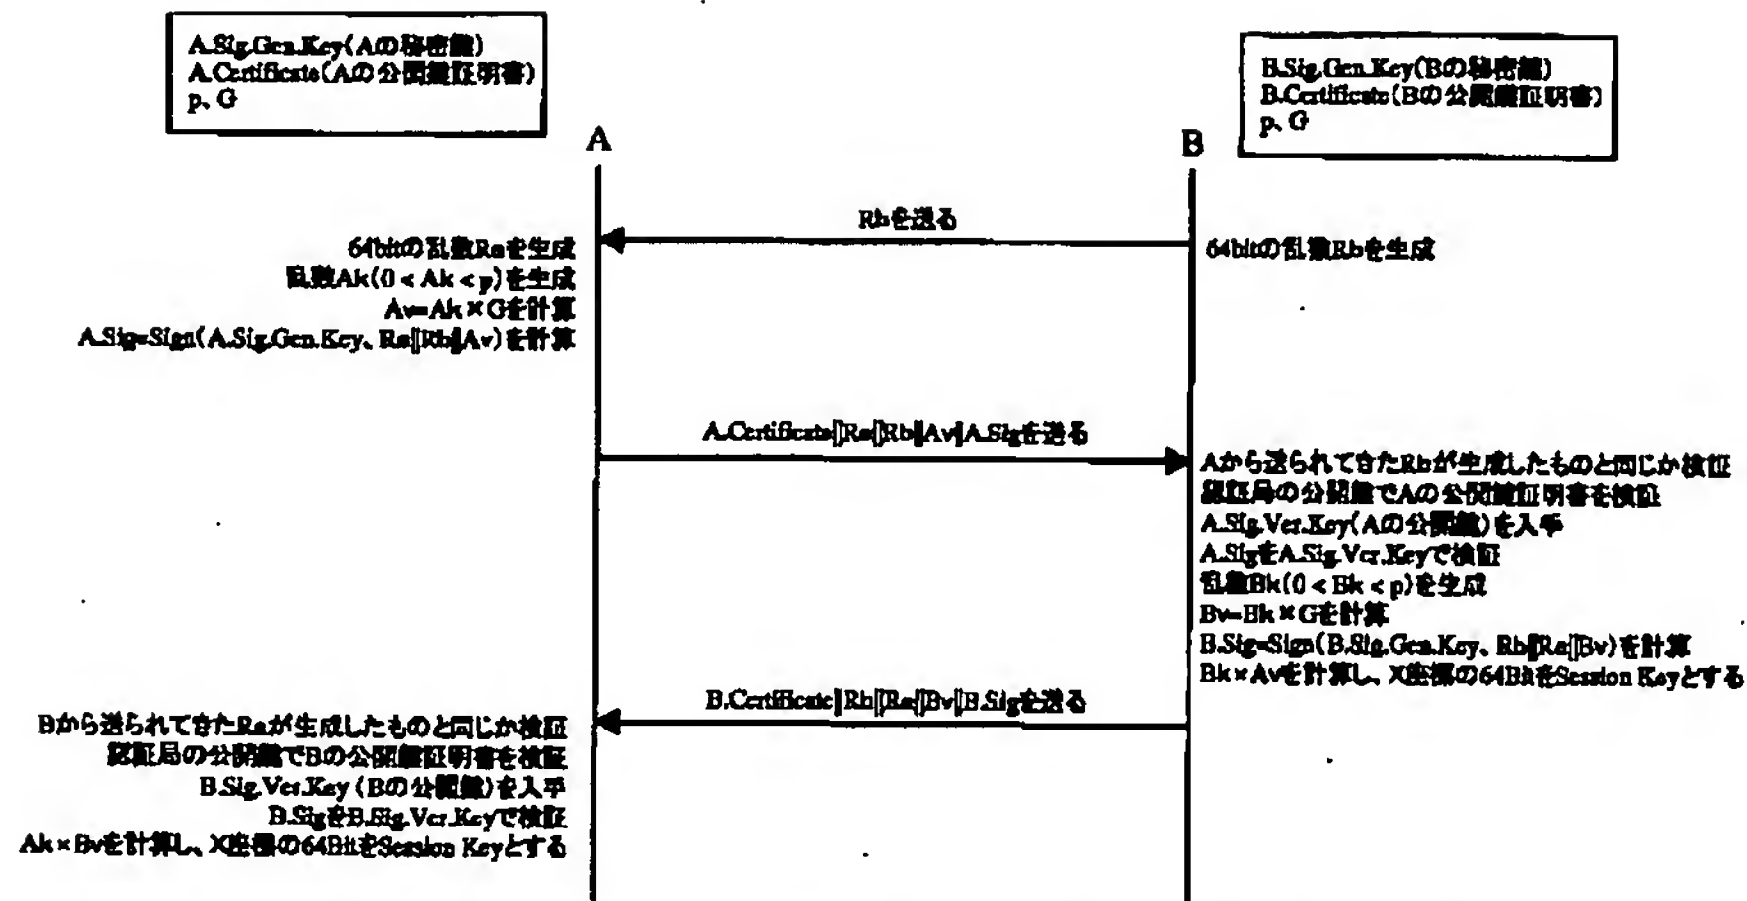 A.Sig.Gen.Key(Aの秘密鍵)
A.Certificate(Aの公開鍵証明書)
p、G
B.Sig.Gen.Key(Bの秘密鍵)
B.Certificate(Bの公開鍵証明書)
p、G
A
B
Rbを送る
64bitの乱数Raを生成
乱数Ak(0 < Ak < p)を生成
Av=Ak×Gを計算
A.Sig=Sign(A.Sig.Gen.Key、Ra||Rb||Av)を計算
64bitの乱数Rbを生成
A.Certificate||Ra||Rb||Av||A.Sigを送る
Aから送られてきたRbが生成したものと同じか検証
認証局の公開鍵でAの公開鍵証明書を検証
A.Sig.Ver.Key(Aの公開鍵)を入手
A.SigをA.Sig.Ver.Keyで検証
乱数Bk(0 < Bk < p)を生成
Bv=Bk×Gを計算
B.Sig=Sign(B.Sig.Gen.Key、Rb||Ra||Bv)を計算
Bk×Avを計算し、X座標の64BitをSession Keyとする
B.Certificate||Rb||Ra||Bv||B.Sigを送る
Bから送られてきたRaが生成したものと同じか検証
認証局の公開鍵でBの公開鍵証明書を検証
B.Sig.Ver.Key(Bの公開鍵)を入手
B.SigをB.Sig.Ver.Keyで検証
Ak×Bvを計算し、X座標の64BitをSession Keyとする